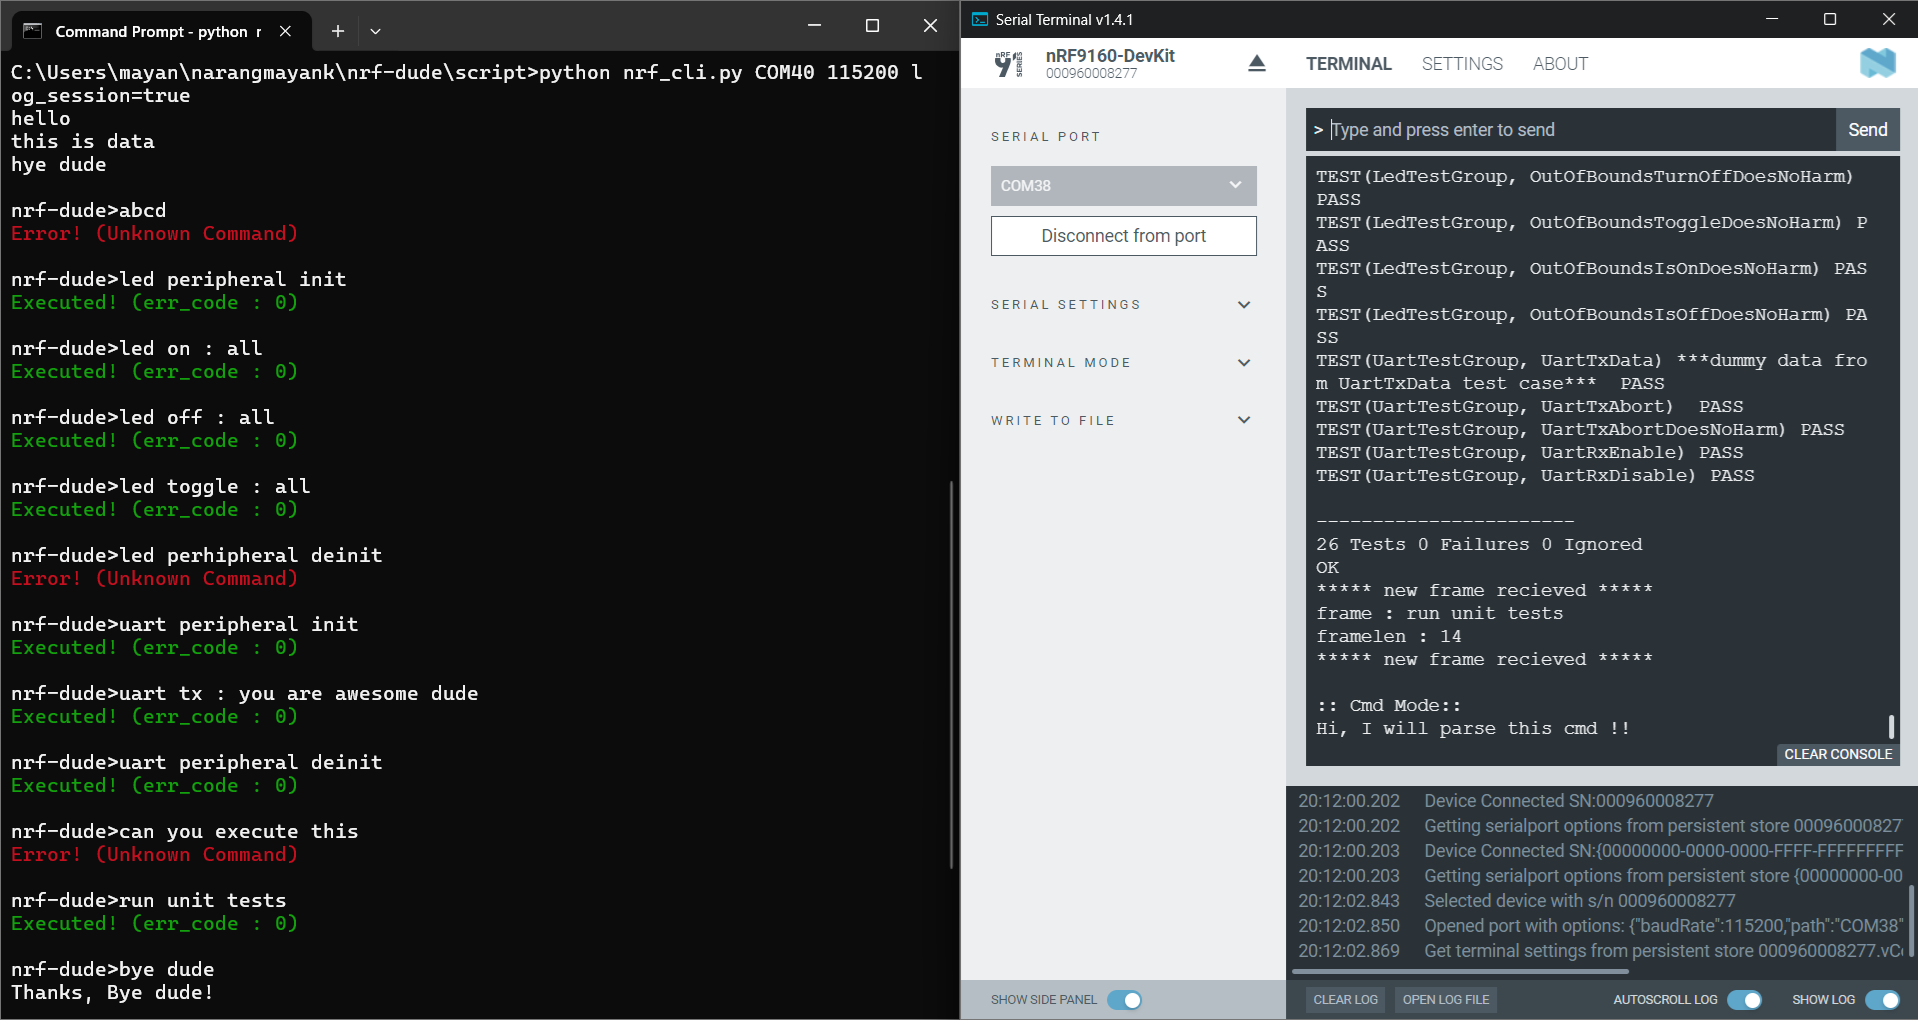 Command Prompt - python r
C:\Users\mayan\narangmayank\nrf-dude\script>python nrf_cli.py COM40 115200 l
og_session=true
hello
this is data
hye dude
nrf-dude>abcd
Error! (Unknown Command)
nrf-dude>led peripheral init
Executed! (err_code : 0)
nrf-dude>led on : all
Executed! (err_code : 0)
nrf-dude>led off : all
Executed! (err_code : 0)
nrf-dude>led toggle : all
Executed! (err_code : 0)
nrf-dude>led perhipheral deinit
Error! (Unknown Command)
nrf-dude>uart peripheral init
Executed! (err_code : 0)
nrf-dude>uart tx : you are awesome dude
Executed! (err_code : 0)
nrf-dude>uart peripheral deinit
Executed! (err_code : 0)
nrf-dude>can you execute this
Error! (Unknown Command)
nrf-dude>run unit tests
Executed! (err_code : 0)
nrf-dude>bye dude
Thanks, Bye dude!
Serial Terminal v1.4.1
nRF91 SERIES
nRF9160-DevKit
000960008277
TERMINAL SETTINGS ABOUT
SERIAL PORT
COM38
Disconnect from port
SERIAL SETTINGS
TERMINAL MODE
WRITE TO FILE
SHOW SIDE PANEL
> Type and press enter to send
Send
TEST(LedTestGroup, OutOfBoundsTurnOffDoesNoHarm)
PASS
TEST(LedTestGroup, OutOfBoundsToggleDoesNoHarm) P
ASS
TEST(LedTestGroup, OutOfBoundsIsOnDoesNoHarm) PAS
S
TEST(LedTestGroup, OutOfBoundsIsOffDoesNoHarm) PA
SS
TEST(UartTestGroup, UartTxData) ***dummy data fro
m UartTxData test case***  PASS
TEST(UartTestGroup, UartTxAbort)  PASS
TEST(UartTestGroup, UartTxAbortDoesNoHarm) PASS
TEST(UartTestGroup, UartRxEnable) PASS
TEST(UartTestGroup, UartRxDisable) PASS
-----------------------
26 Tests 0 Failures 0 Ignored
OK
***** new frame recieved *****
frame : run unit tests
framelen : 14
***** new frame recieved *****
:: Cmd Mode::
Hi, I will parse this cmd !!
CLEAR CONSOLE
20:12:00.202 Device Connected SN:000960008277
20:12:00.202 Getting serialport options from persistent store 00096000827
20:12:00.203 Device Connected SN:{00000000-0000-0000-FFFF-FFFFFFFFF
20:12:00.203 Getting serialport options from persistent store {00000000-00
20:12:02.843 Selected device with s/n 000960008277
20:12:02.850 Opened port with options: {"baudRate":115200,"path":"COM38"
20:12:02.869 Get terminal settings from persistent store 000960008277.vC
CLEAR LOG OPEN LOG FILE AUTOSCROLL LOG SHOW LOG